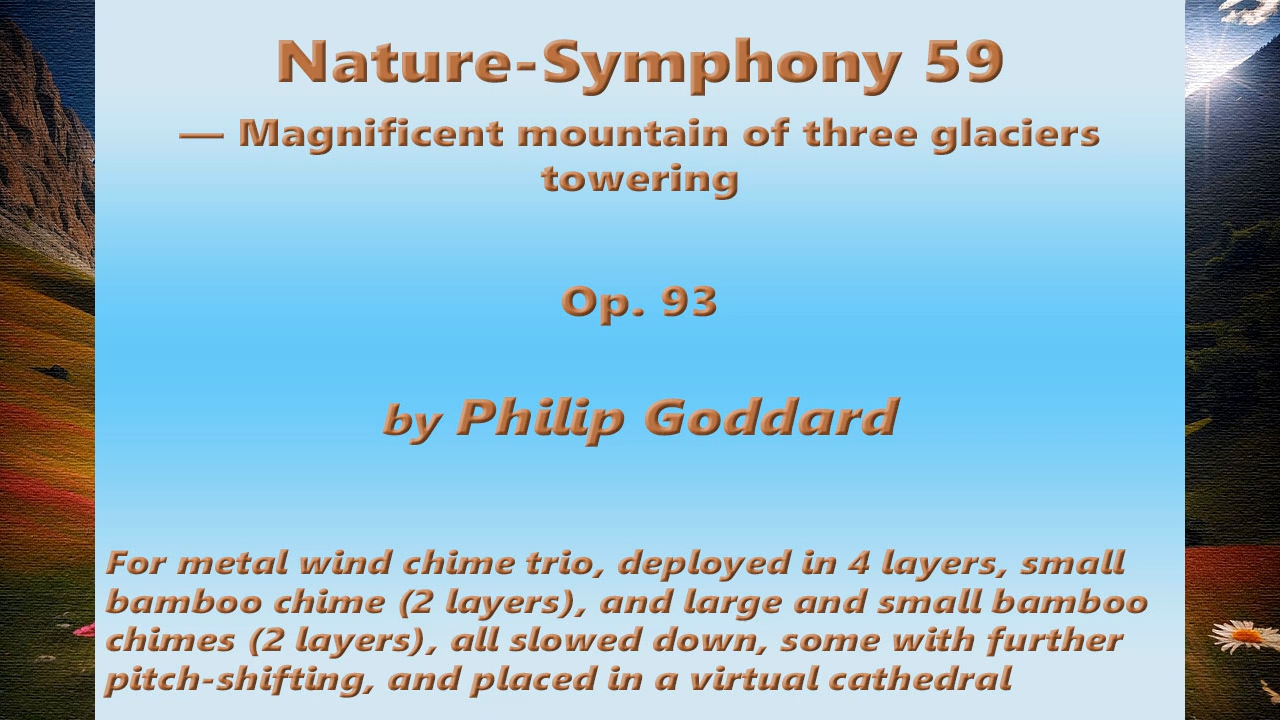 Nature-Symphony 59
— Magnificent mountain of three glaciers
towering
Op. 93
by Philip Goddard
For metal wind chime trio, deployed in 4 layers, small
bamboo chime (2 layers), and large and small bamboo
chimes (2 layers), all slowed down, some with further
pitch-shifting, and placed in a virtual cathedral